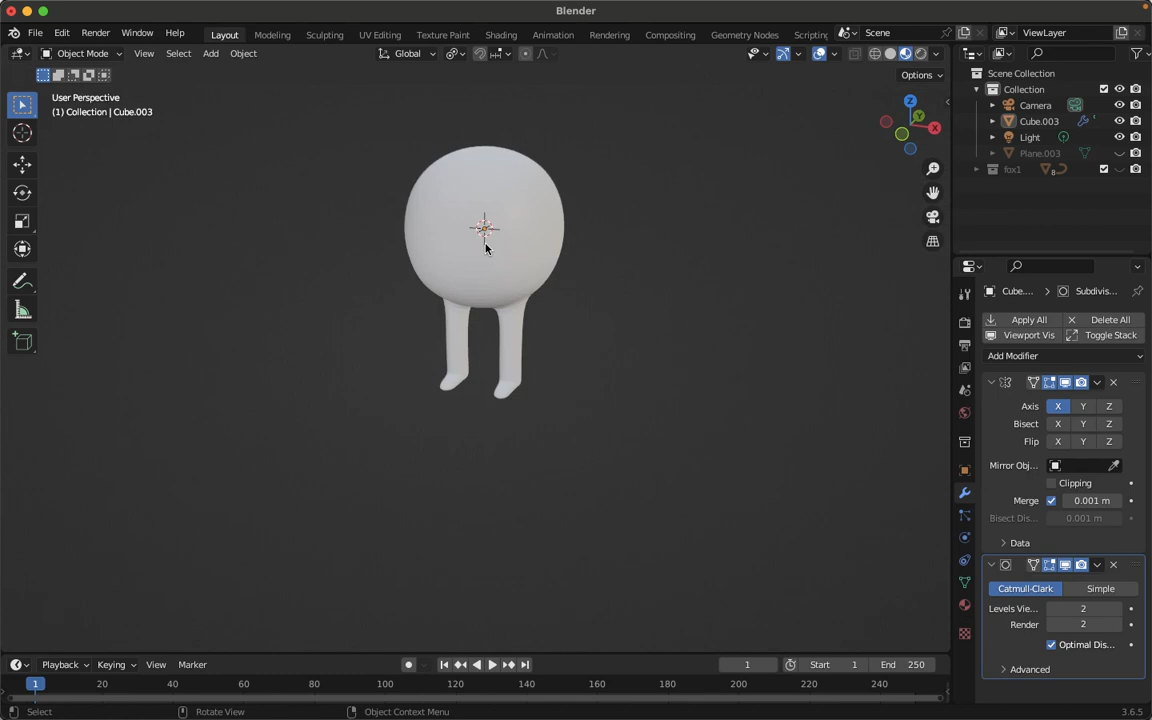 Blender
File Edit Render Window Help Layout Modeling Sculpting UV Editing Texture Paint Shading Animation Rendering Compositing Geometry Nodes Scripting Scene ViewLayer
Object Mode View Select Add Object Global
Options
User Perspective
(1) Collection | Cube.003
Z
Y
X
Scene Collection
Collection
Camera
Cube.003
Light
Plane.003
fox1 8
Cube.... > Subdivis...
Apply All Delete All
Viewport Vis Toggle Stack
Add Modifier
Axis X Y Z
Bisect X Y Z
Flip X Y Z
Mirror Obj...
Clipping
Merge 0.001 m
Bisect Dis... 0.001 m
Data
Catmull-Clark Simple
Levels Vie... 2
Render 2
Optimal Dis...
Advanced
Playback Keying View Marker 1 Start 1 End 250
1 20 40 60 80 100 120 140 160 180 200 220 240
Select Rotate View Object Context Menu 3.6.5